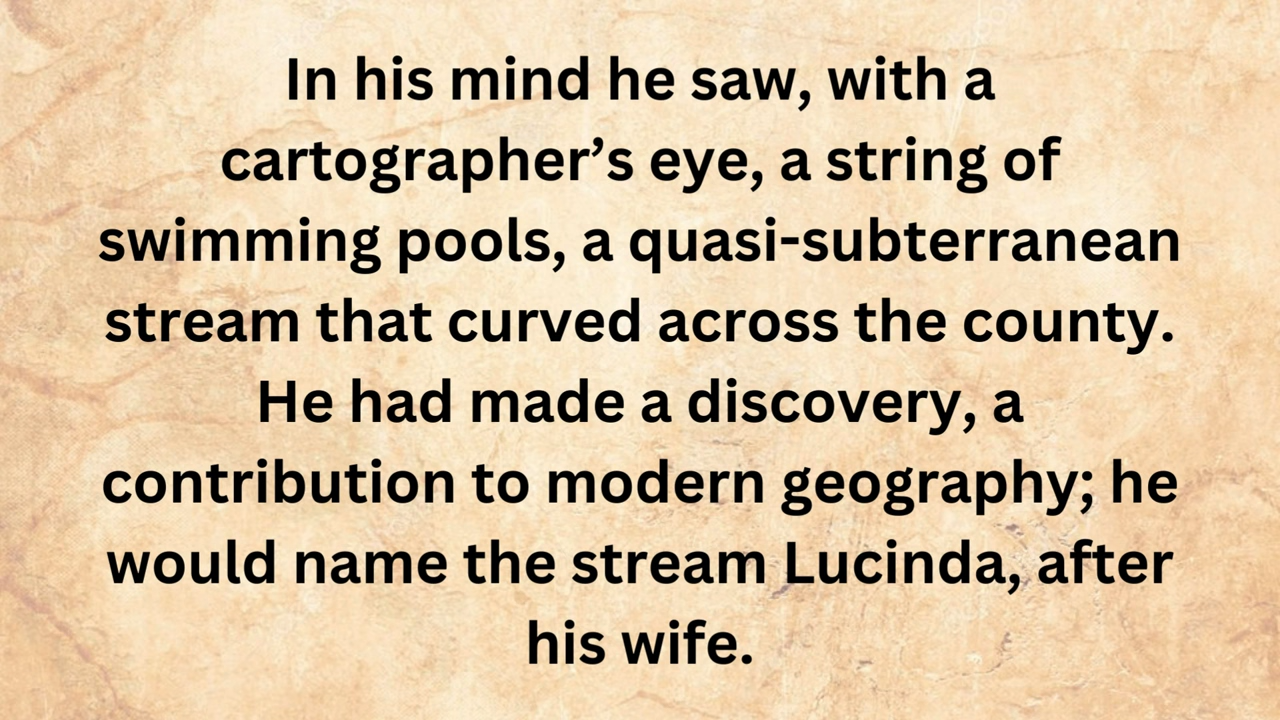 In his mind he saw, with a
cartographer’s eye, a string of
swimming pools, a quasi-subterranean
stream that curved across the county.
He had made a discovery, a
contribution to modern geography; he
would name the stream Lucinda, after
his wife.